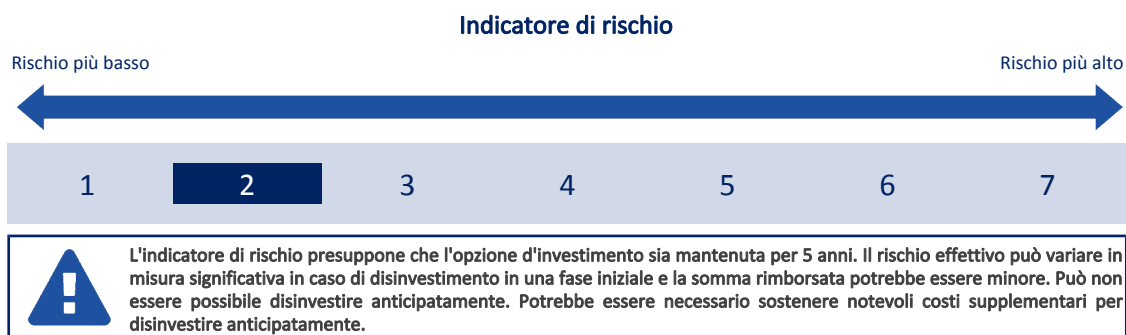 Indicatore di rischio
Rischio più basso
Rischio più alto
1 2 3 4 5 6 7
L'indicatore di rischio presuppone che l'opzione d'investimento sia mantenuta per 5 anni. Il rischio effettivo può variare in
misura significativa in caso di disinvestimento in una fase iniziale e la somma rimborsata potrebbe essere minore. Può non
essere possibile disinvestire anticipatamente. Potrebbe essere necessario sostenere notevoli costi supplementari per
disinvestire anticipatamente.